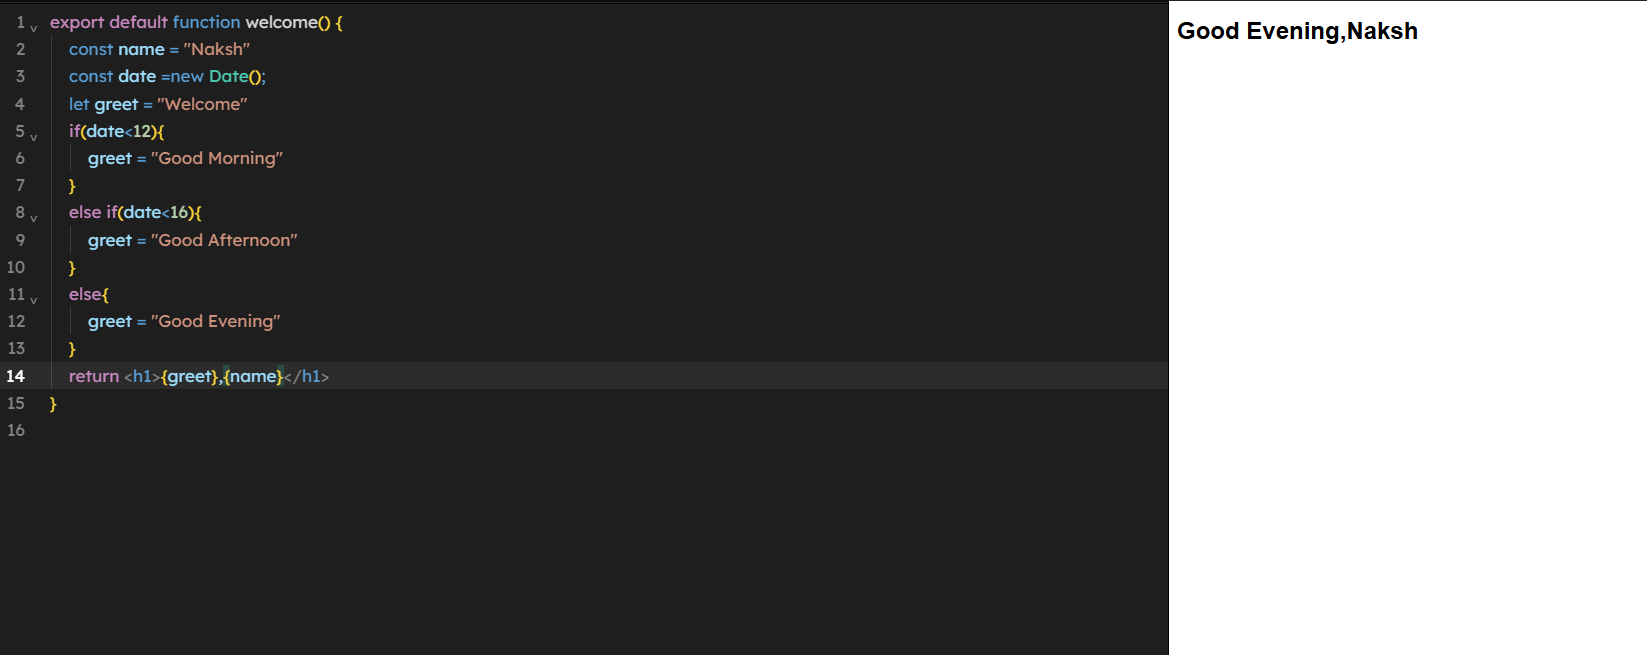 1 export default function welcome() {
2 const name = "Naksh"
3 const date =new Date();
4 let greet = "Welcome"
5 if(date<12){
6 greet = "Good Morning"
7 }
8 else if(date<16){
9 greet = "Good Afternoon"
10 }
11 else{
12 greet = "Good Evening"
13 }
14 return <h1>{greet},{name}</h1>
15 }
16
Good Evening,Naksh